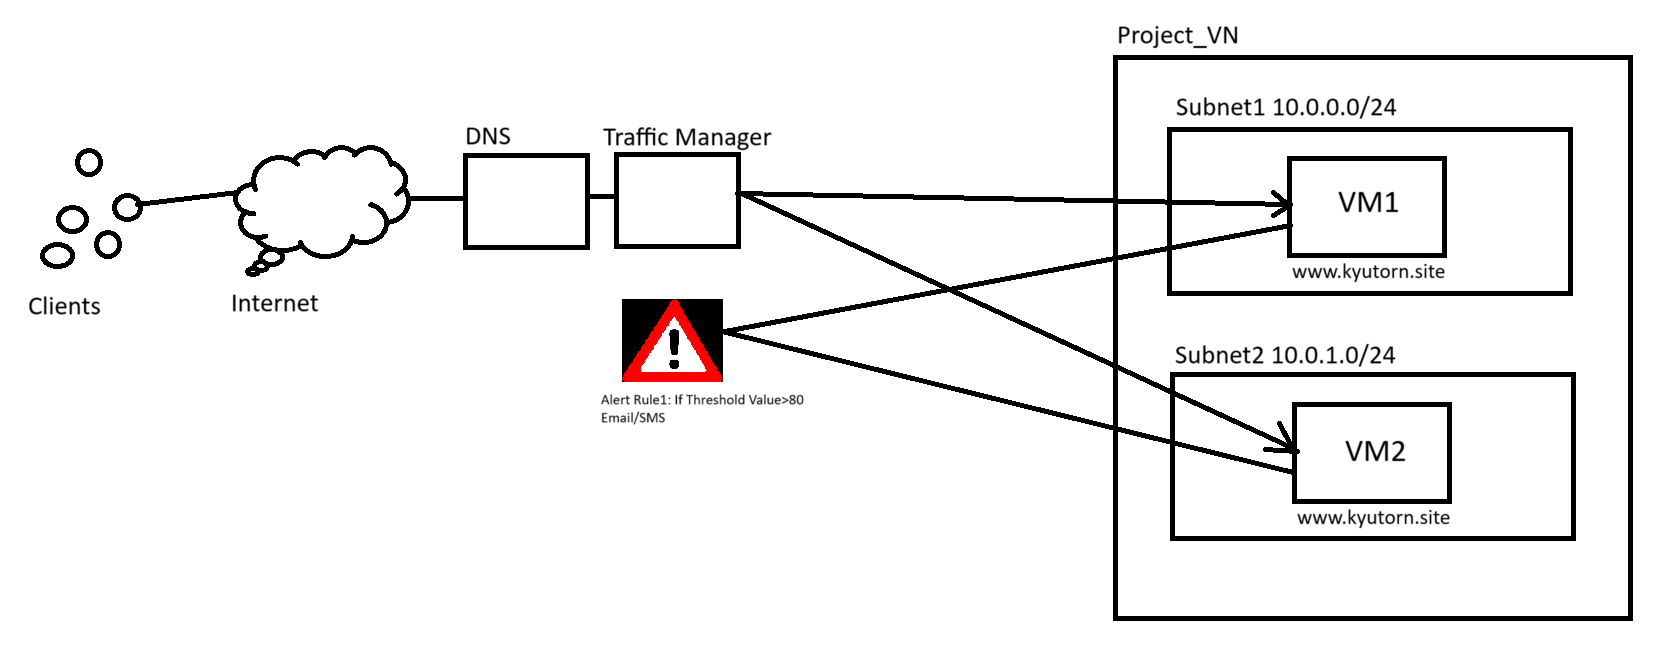 Project_VN
Subnet1 10.0.0.0/24
DNS
Traffic Manager
VM1
www.kyutorn.site
Clients
Internet
Subnet2 10.0.1.0/24
Alert Rule1: If Threshold Value>80
Email/SMS
VM2
www.kyutorn.site